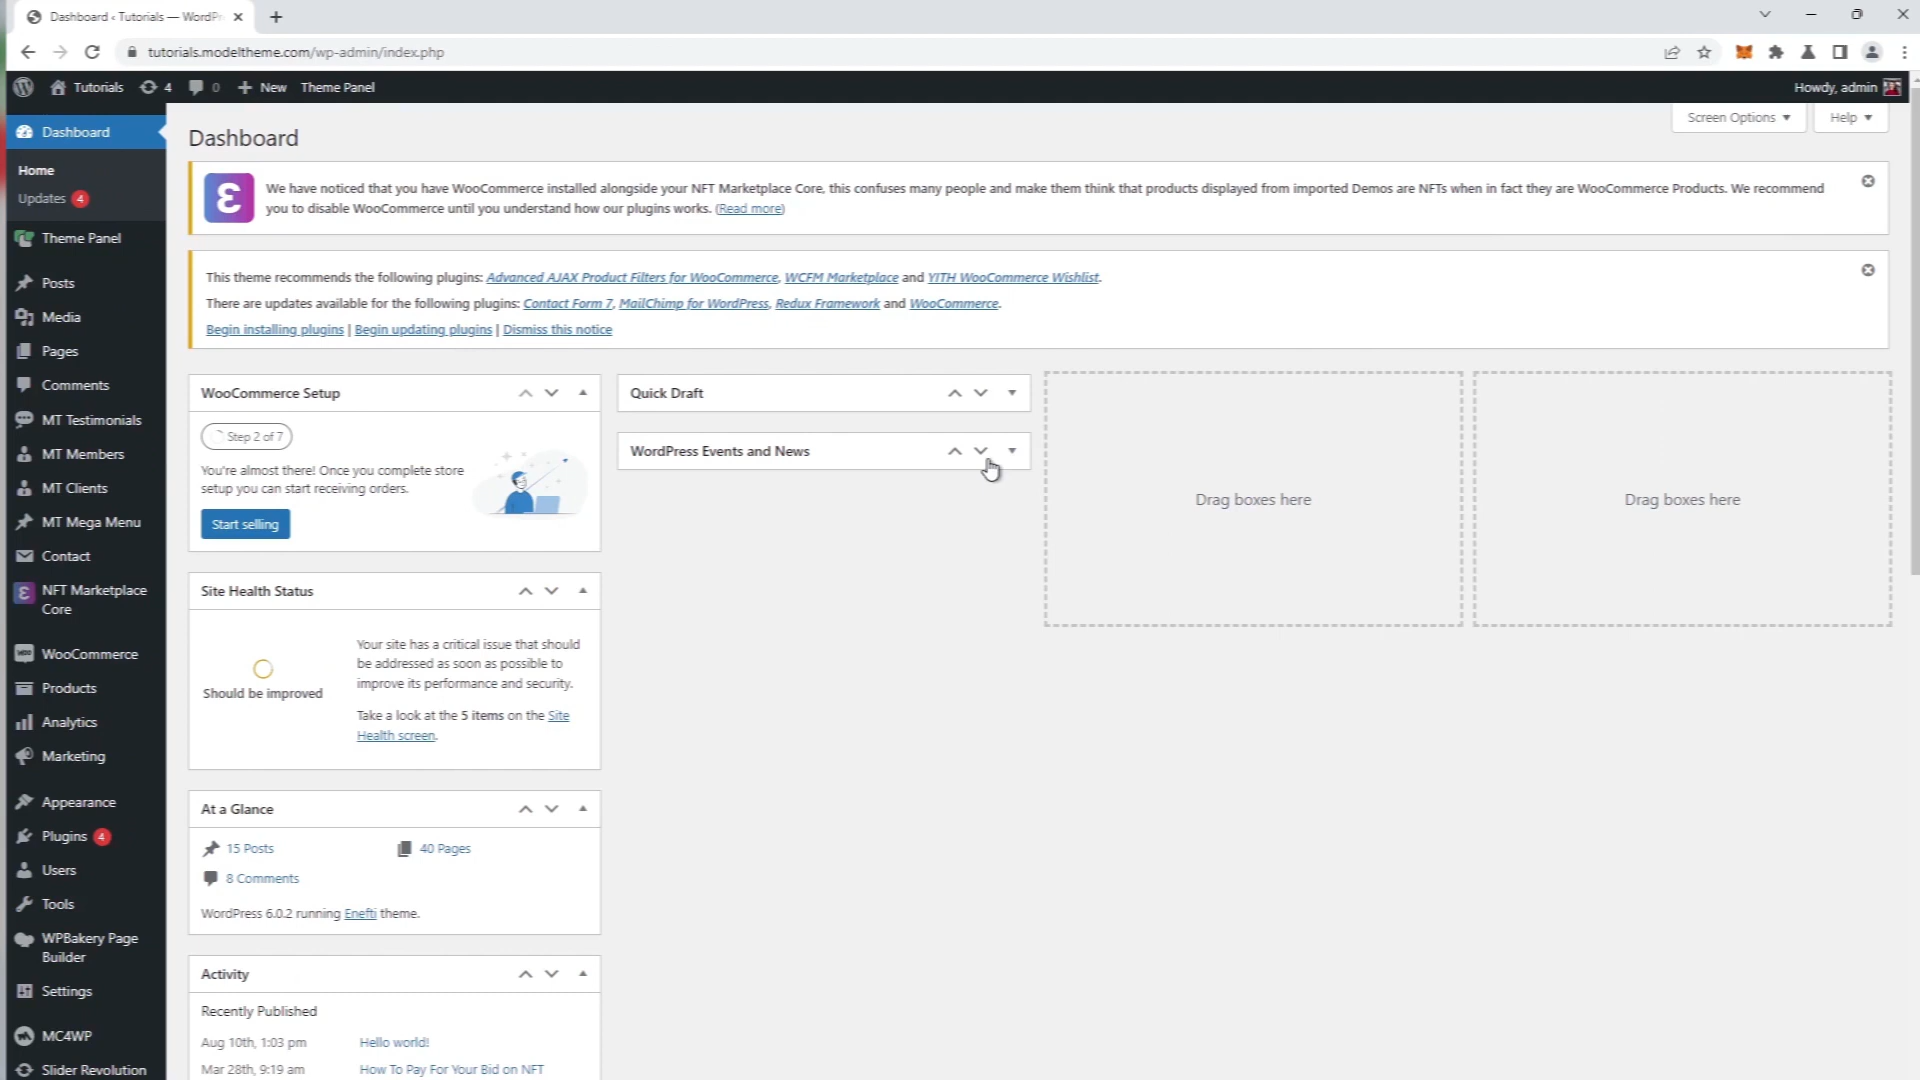 Dashboard ‹ Tutorials — WordPr
tutorials.modeltheme.com/wp-admin/index.php
Tutorials
4
0
New
Theme Panel
Howdy, admin
Dashboard
Home
Updates 4
Theme Panel
Posts
Media
Pages
Comments
MT Testimonials
MT Members
MT Clients
MT Mega Menu
Contact
NFT Marketplace
Core
WooCommerce
Products
Analytics
Marketing
Appearance
Plugins 4
Users
Tools
WPBakery Page
Builder
Settings
MC4WP
Slider Revolution
Screen Options
Help
Dashboard
We have noticed that you have WooCommerce installed alongside your NFT Marketplace Core, this confuses many people and make them think that products displayed from imported Demos are NFTs when in fact they are WooCommerce Products. We recommend
you to disable WooCommerce until you understand how our plugins works. (Read more)
This theme recommends the following plugins: Advanced AJAX Product Filters for WooCommerce, WCFM Marketplace and YITH WooCommerce Wishlist.
There are updates available for the following plugins: Contact Form 7, MailChimp for WordPress, Redux Framework and WooCommerce.
Begin installing plugins | Begin updating plugins | Dismiss this notice
WooCommerce Setup
Step 2 of 7
You're almost there! Once you complete store
setup you can start receiving orders.
Start selling
Site Health Status
Should be improved
Your site has a critical issue that should
be addressed as soon as possible to
improve its performance and security.
Take a look at the 5 items on the Site
Health screen.
At a Glance
15 Posts
40 Pages
8 Comments
WordPress 6.0.2 running Enefti theme.
Activity
Recently Published
Aug 10th, 1:03 pm
Hello world!
Mar 28th, 9:19 am
How To Pay For Your Bid on NFT
Quick Draft
WordPress Events and News
Drag boxes here
Drag boxes here